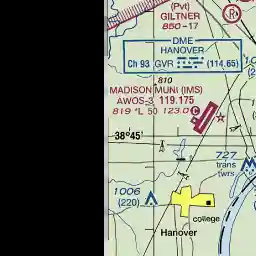 (Pvt)
GILTNER
850-17
R
DME
HANOVER
Ch 93 GVR (114.65)
810
MADISON MUNI (IMS)
AWOS-3 119.175
819 *L 50 123.0 C
38°45'
727
trans
twrs
1006
(220)
college
Hanover